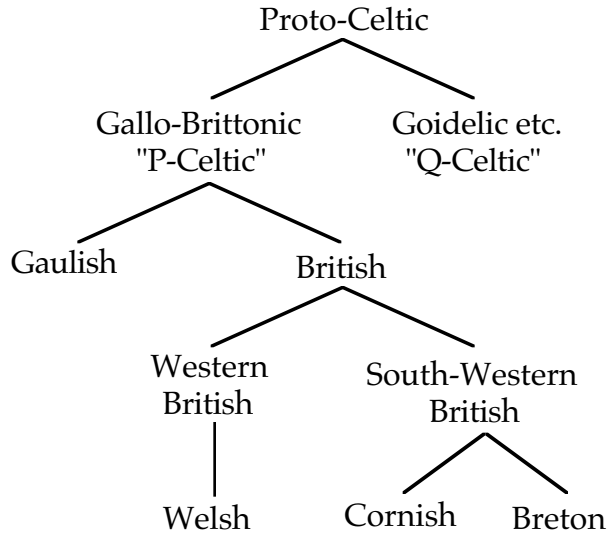 Proto-Celtic
Gallo-Brittonic
"P-Celtic"
Goidelic etc.
"Q-Celtic"
Gaulish
British
Western
British
South-Western
British
Welsh
Cornish
Breton